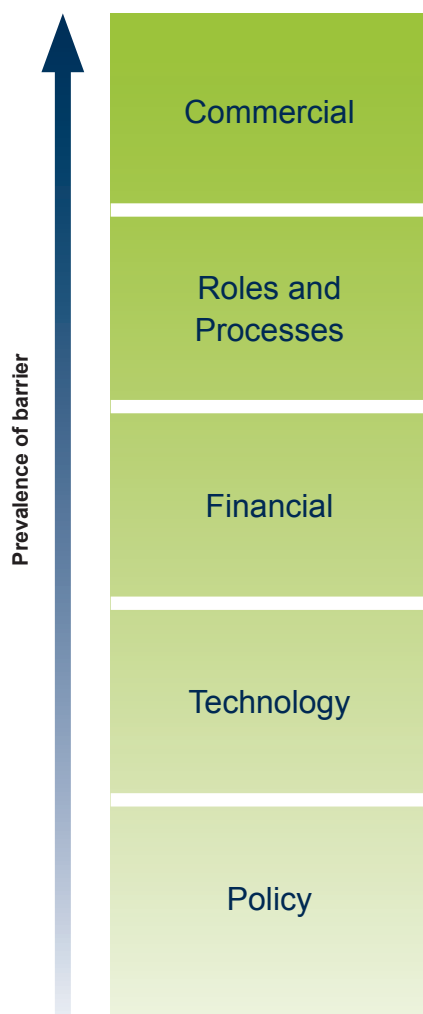 Commercial
Roles and
Processes
Prevalence of barrier
Financial
Technology
Policy